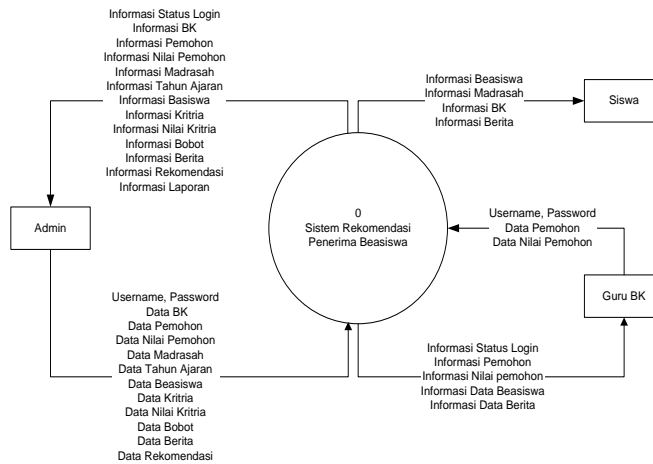 Informasi Status Login
Informasi BK
Informasi Pemohon
Informasi Nilai Pemohon
Informasi Madrasah
Informasi Tahun Ajaran
Informasi Basiswa
Informasi Kritria
Informasi Nilai Kritria
Informasi Bobot
Informasi Berita
Informasi Rekomendasi
Informasi Laporan
Informasi Beasiswa
Informasi Madrasah
Informasi BK
Informasi Berita
Siswa
Admin
0
Sistem Rekomendasi
Penerima Beasiswa
Username, Password
Data Pemohon
Data Nilai Pemohon
Guru BK
Username, Password
Data BK
Data Pemohon
Data Nilai Pemohon
Data Madrasah
Data Tahun Ajaran
Data Beasiswa
Data Kritria
Data Nilai Kritria
Data Bobot
Data Berita
Data Rekomendasi
Informasi Status Login
Informasi Pemohon
Informasi Nilai pemohon
Informasi Data Beasiswa
Informasi Data Berita